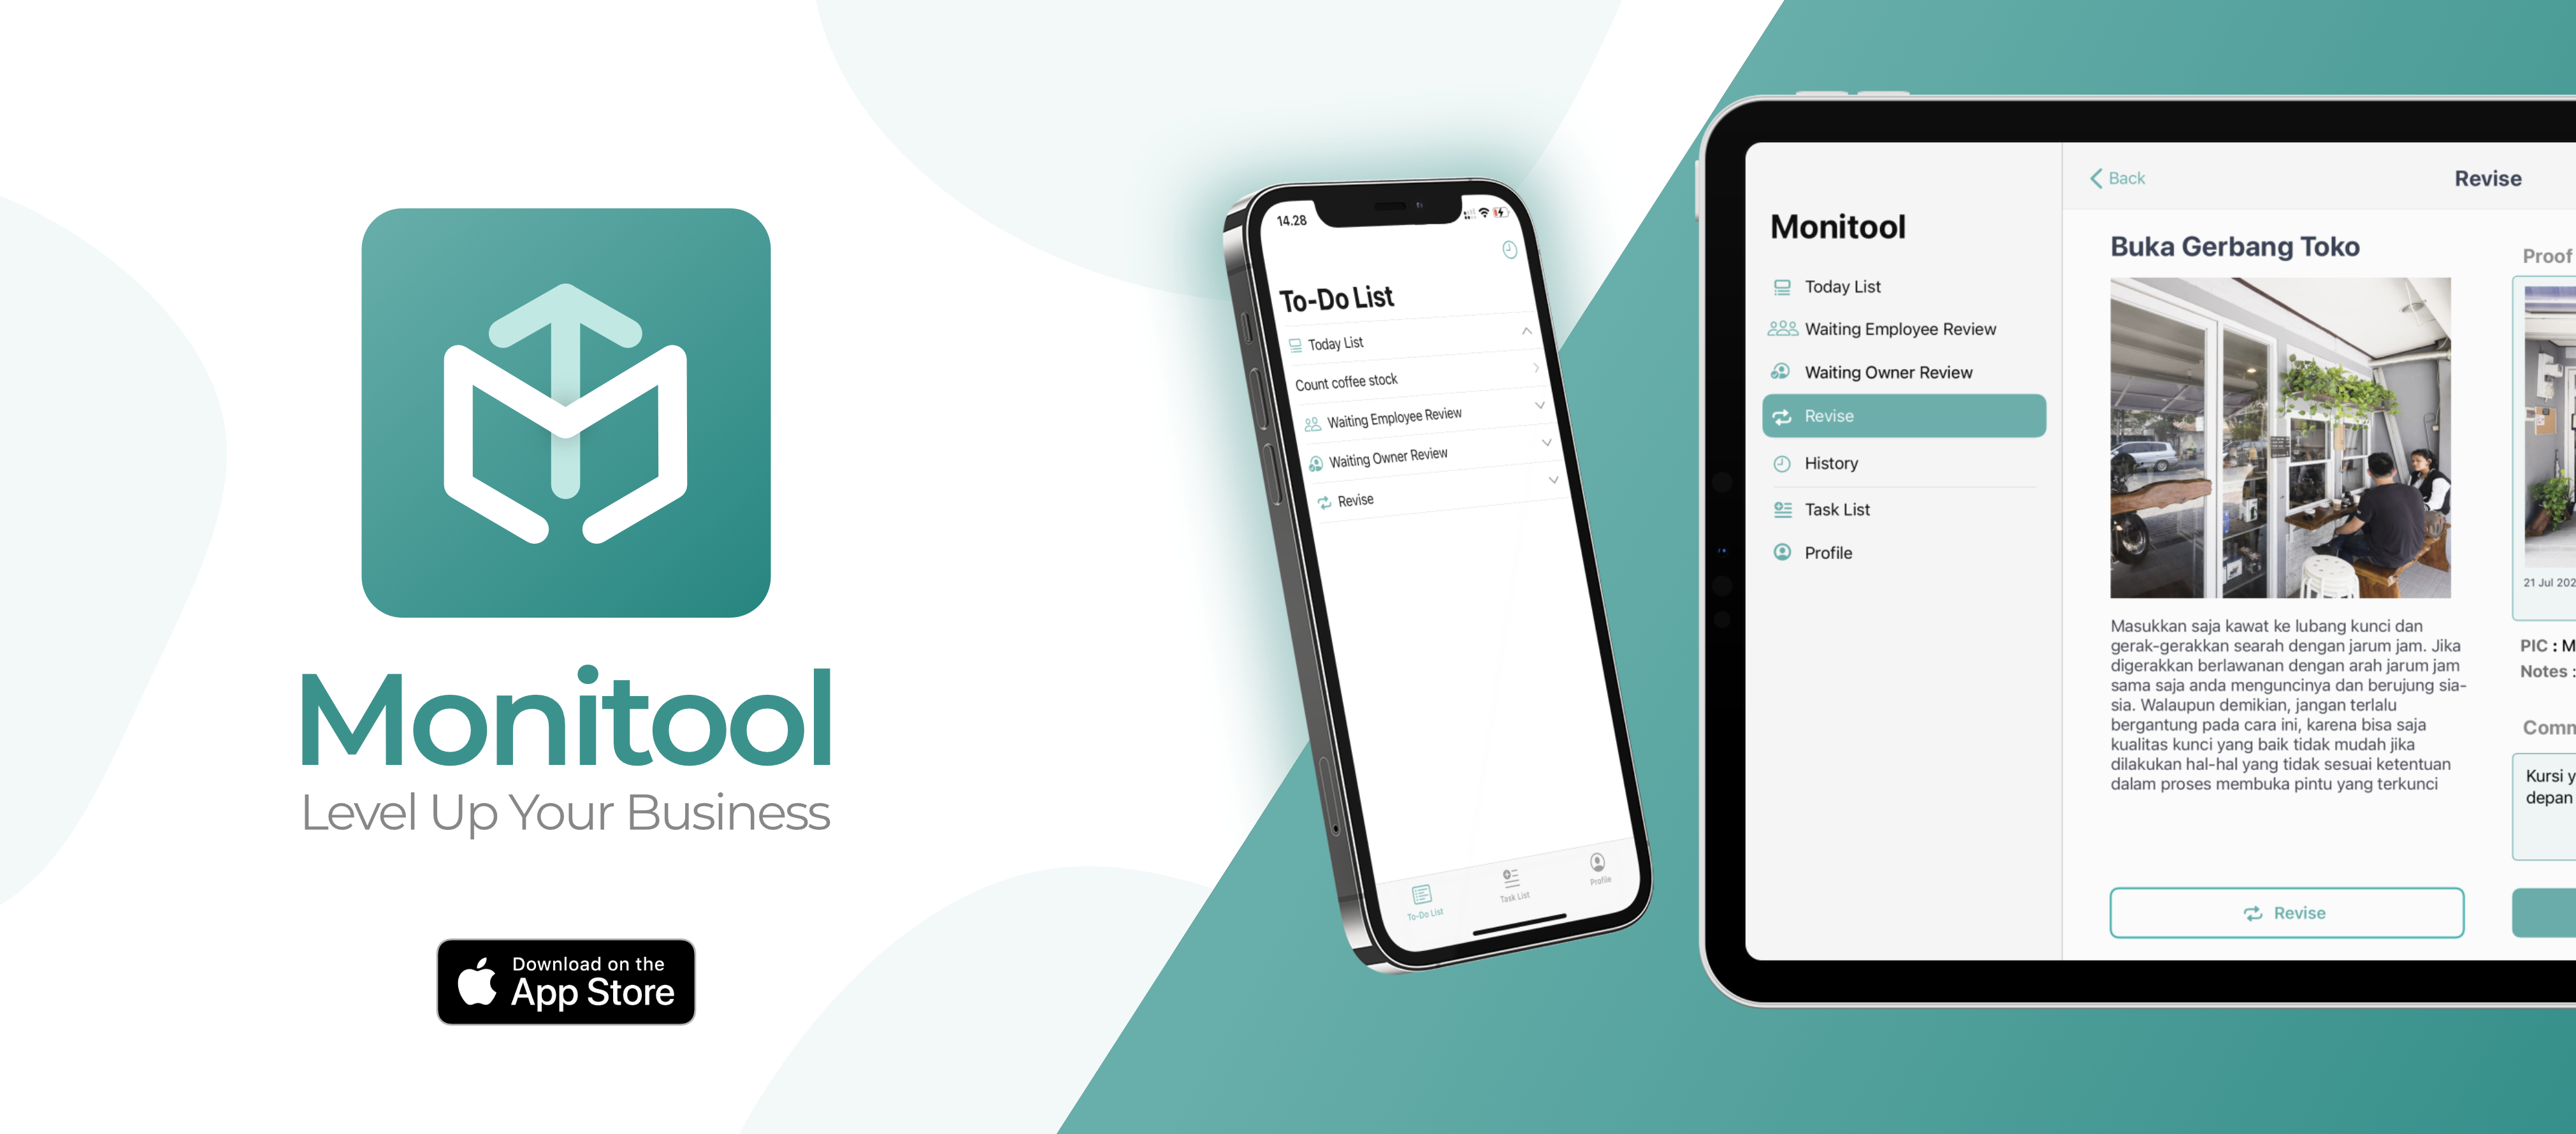 Monitool
Level Up Your Business
Download on the
App Store
14.28
To-Do List
Today List
Count coffee stock
Waiting Employee Review
Waiting Owner Review
Revise
To-Do List
Task List
Profile
Monitool
Today List
Waiting Employee Review
Waiting Owner Review
Revise
History
Task List
Profile
Back
Revise
Buka Gerbang Toko
Masukkan saja kawat ke lubang kunci dan
gerak-gerakkan searah dengan jarum jam. Jika
digerakkan berlawanan dengan arah jarum jam
sama saja anda menguncinya dan berujung sia-
sia. Walaupun demikian, jangan terlalu
bergantung pada cara ini, karena bisa saja
kualitas kunci yang baik tidak mudah jika
dilakukan hal-hal yang tidak sesuai ketentuan
dalam proses membuka pintu yang terkunci
Revise
Proof
21 Jul 202
PIC : M
Notes :
Comm
Kursi y
depan